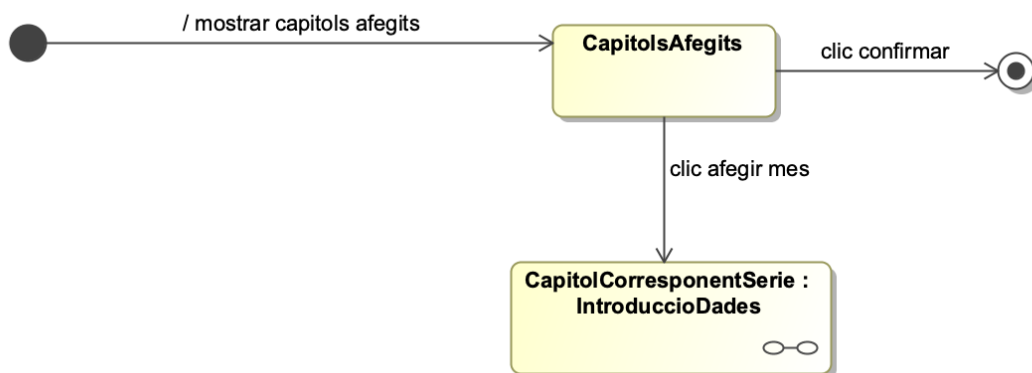 / mostrar capitols afegits
CapitolsAfegits
clic confirmar
clic afegir mes
CapitolCorresponentSerie :
IntroduccioDades